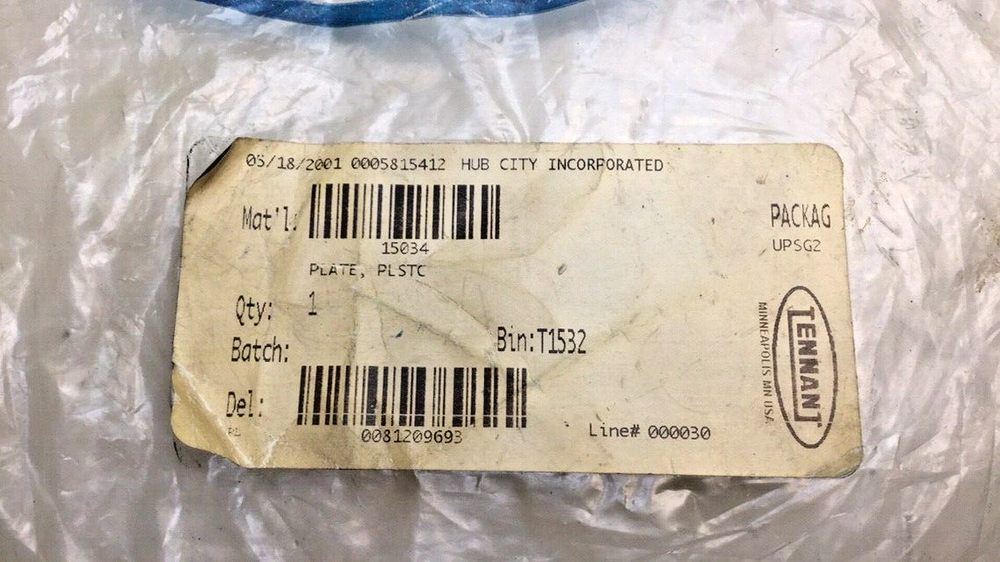 05/18/2001 0005815412 HUB CITY INCORPORATED
Mat'l:
15034
PLATE, PLSTC
PACKAG
UPSG2
Qty: 1
Batch:
Bin:T1532
Del:
0081209693
Line# 000030
TENNANT
MINNEAPOLIS MN USA